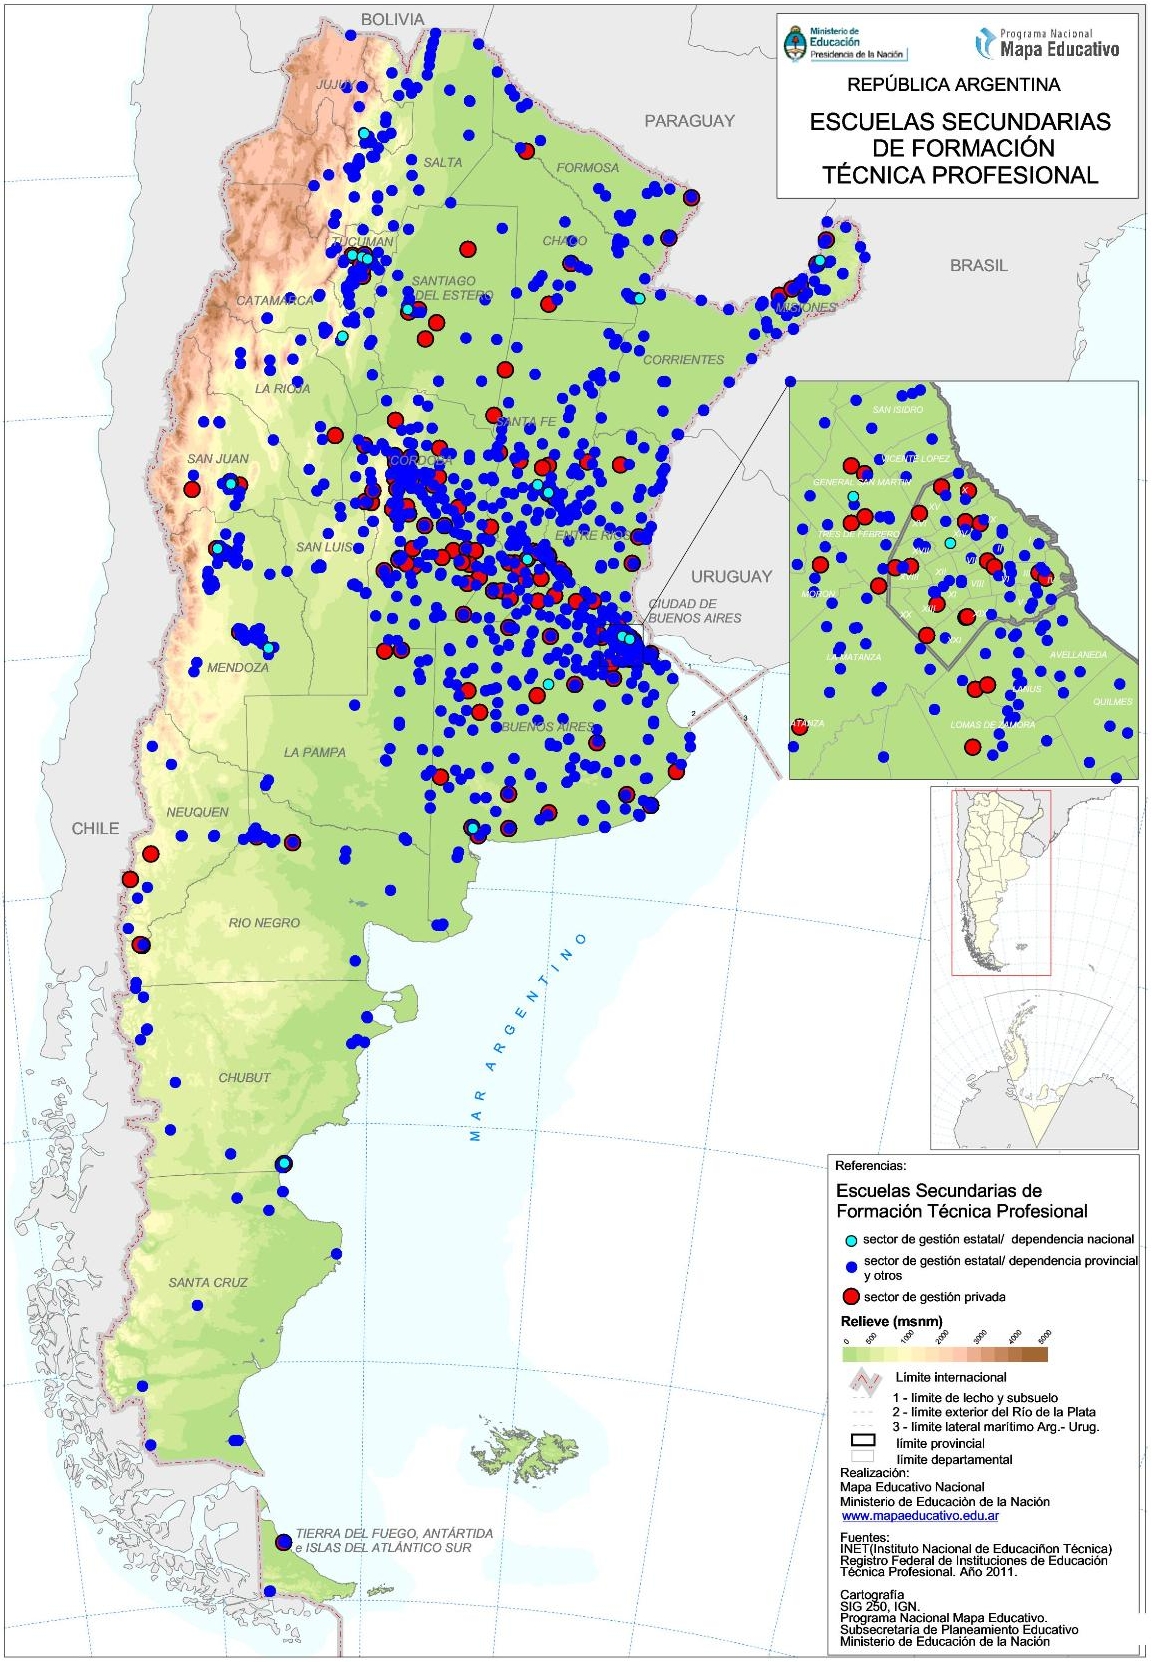 Ministerio de
Educación
Presidencia de la Nación
Programa Nacional
Mapa Educativo
REPÚBLICA ARGENTINA
ESCUELAS SECUNDARIAS
DE FORMACIÓN
TÉCNICA PROFESIONAL
BOLIVIA
PARAGUAY
BRASIL
URUGUAY
CHILE
JUJUY
SALTA
FORMOSA
TUCUMAN
CHACO
SANTIAGO
DEL ESTERO
CATAMARCA
MISIONES
CORRIENTES
LA RIOJA
SANTA FE
SAN JUAN
CORDOBA
ENTRE RIOS
SAN LUIS
CIUDAD DE
BUENOS AIRES
MENDOZA
BUENOS AIRES
LA PAMPA
NEUQUEN
RIO NEGRO
CHUBUT
SANTA CRUZ
TIERRA DEL FUEGO, ANTÁRTIDA
e ISLAS DEL ATLÁNTICO SUR
MAR ARGENTINO
1
2
3
SAN ISIDRO
VICENTE LOPEZ
GENERAL SAN MARTIN
TRES DE FEBRERO
MORON
LA MATANZA
ATANZA
AVELLANEDA
LANUS
QUILMES
LOMAS DE ZAMORA
Referencias:
Escuelas Secundarias de
Formación Técnica Profesional
sector de gestión estatal/ dependencia nacional
sector de gestión estatal/ dependencia provincial
y otros
sector de gestión privada
Relieve (msnm)
0 500 1000 2000 3000 4000 5000
Límite internacional
1 - límite de lecho y subsuelo
2 - límite exterior del Río de la Plata
3 - límite lateral marítimo Arg.- Urug.
límite provincial
límite departamental
Realización:
Mapa Educativo Nacional
Ministerio de Educación de la Nación
www.mapaeducativo.edu.ar
Fuentes:
INET(Instituto Nacional de Educaciñon Técnica)
Registro Federal de Instituciones de Educación
Técnica Profesional. Año 2011.
Cartografía
SIG 250, IGN.
Programa Nacional Mapa Educativo.
Subsecretaría de Planeamiento Educativo
Ministerio de Educación de la Nación